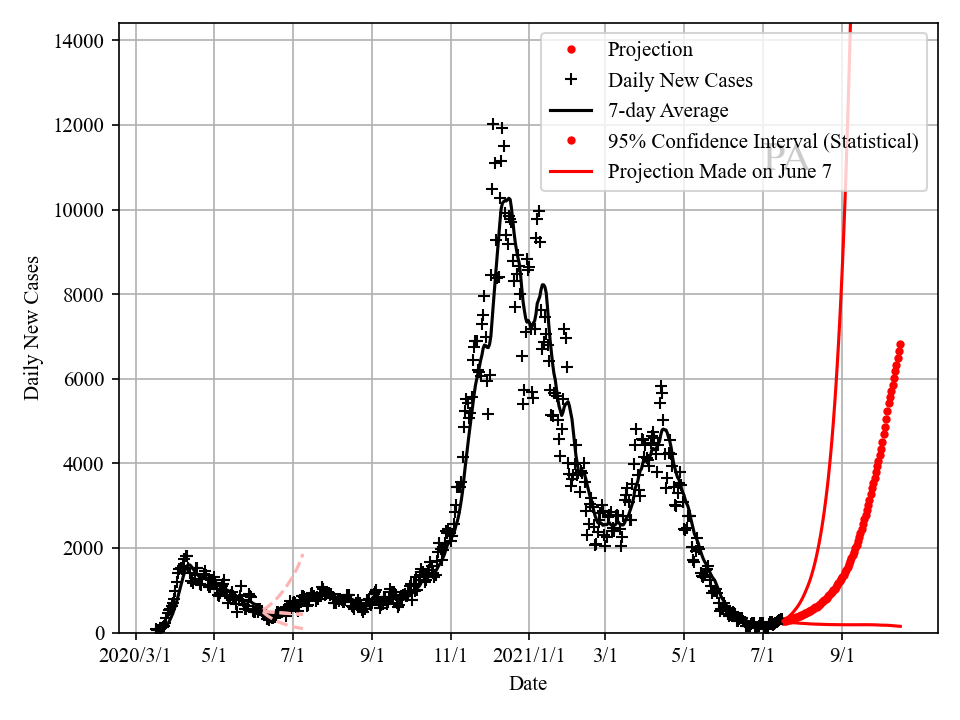 14000
12000
10000
8000
6000
4000
2000
0
Daily New Cases
Projection
Daily New Cases
7-day Average
95% Confidence Interval (Statistical)
Projection Made on June 7
PA
2020/3/1 5/1 7/1 9/1 11/1 2021/1/1 3/1 5/1 7/1 9/1
Date